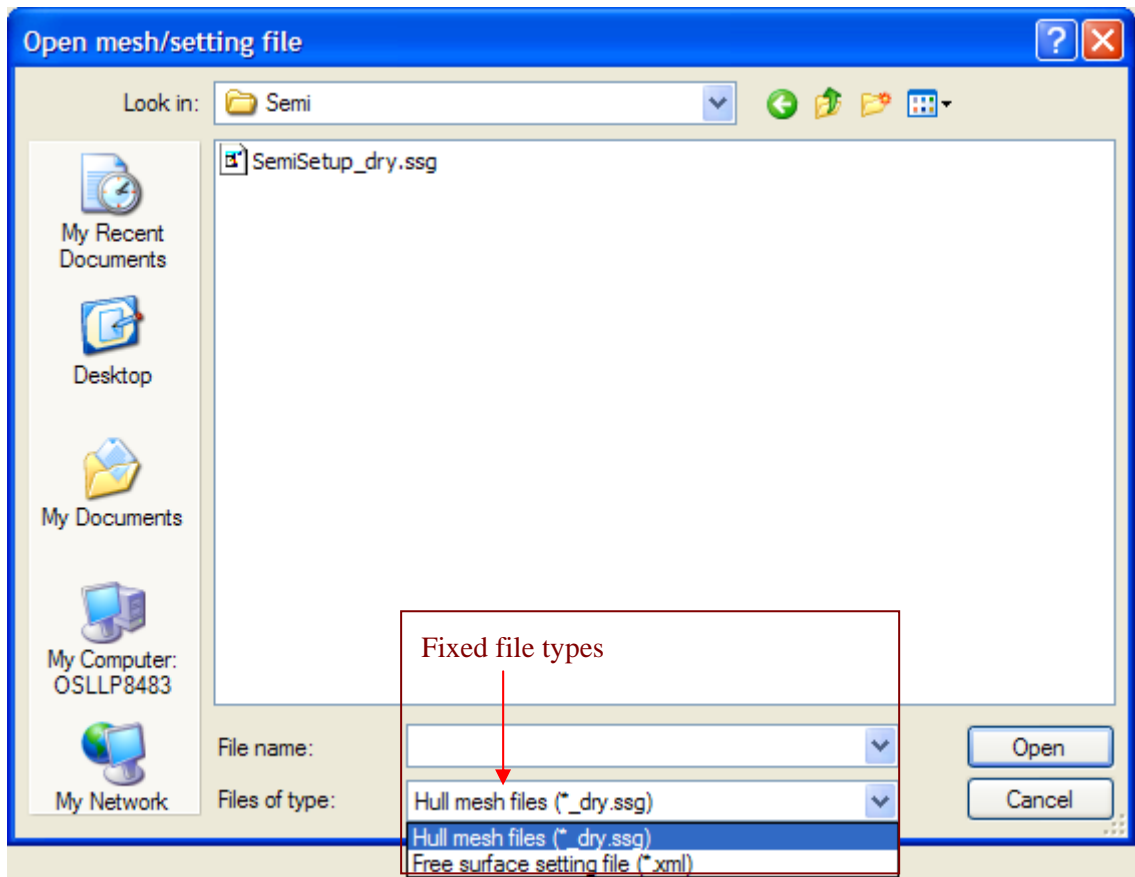 Open mesh/setting file
Look in:
Semi
SemiSetup_dry.ssg
My Recent
Documents
Desktop
My Documents
My Computer:
OSLLP8483
My Network
Fixed file types
File name:
Open
Files of type:
Hull mesh files (*_dry.ssg)
Cancel
Hull mesh files (*_dry.ssg)
Free surface setting file (*.xml)